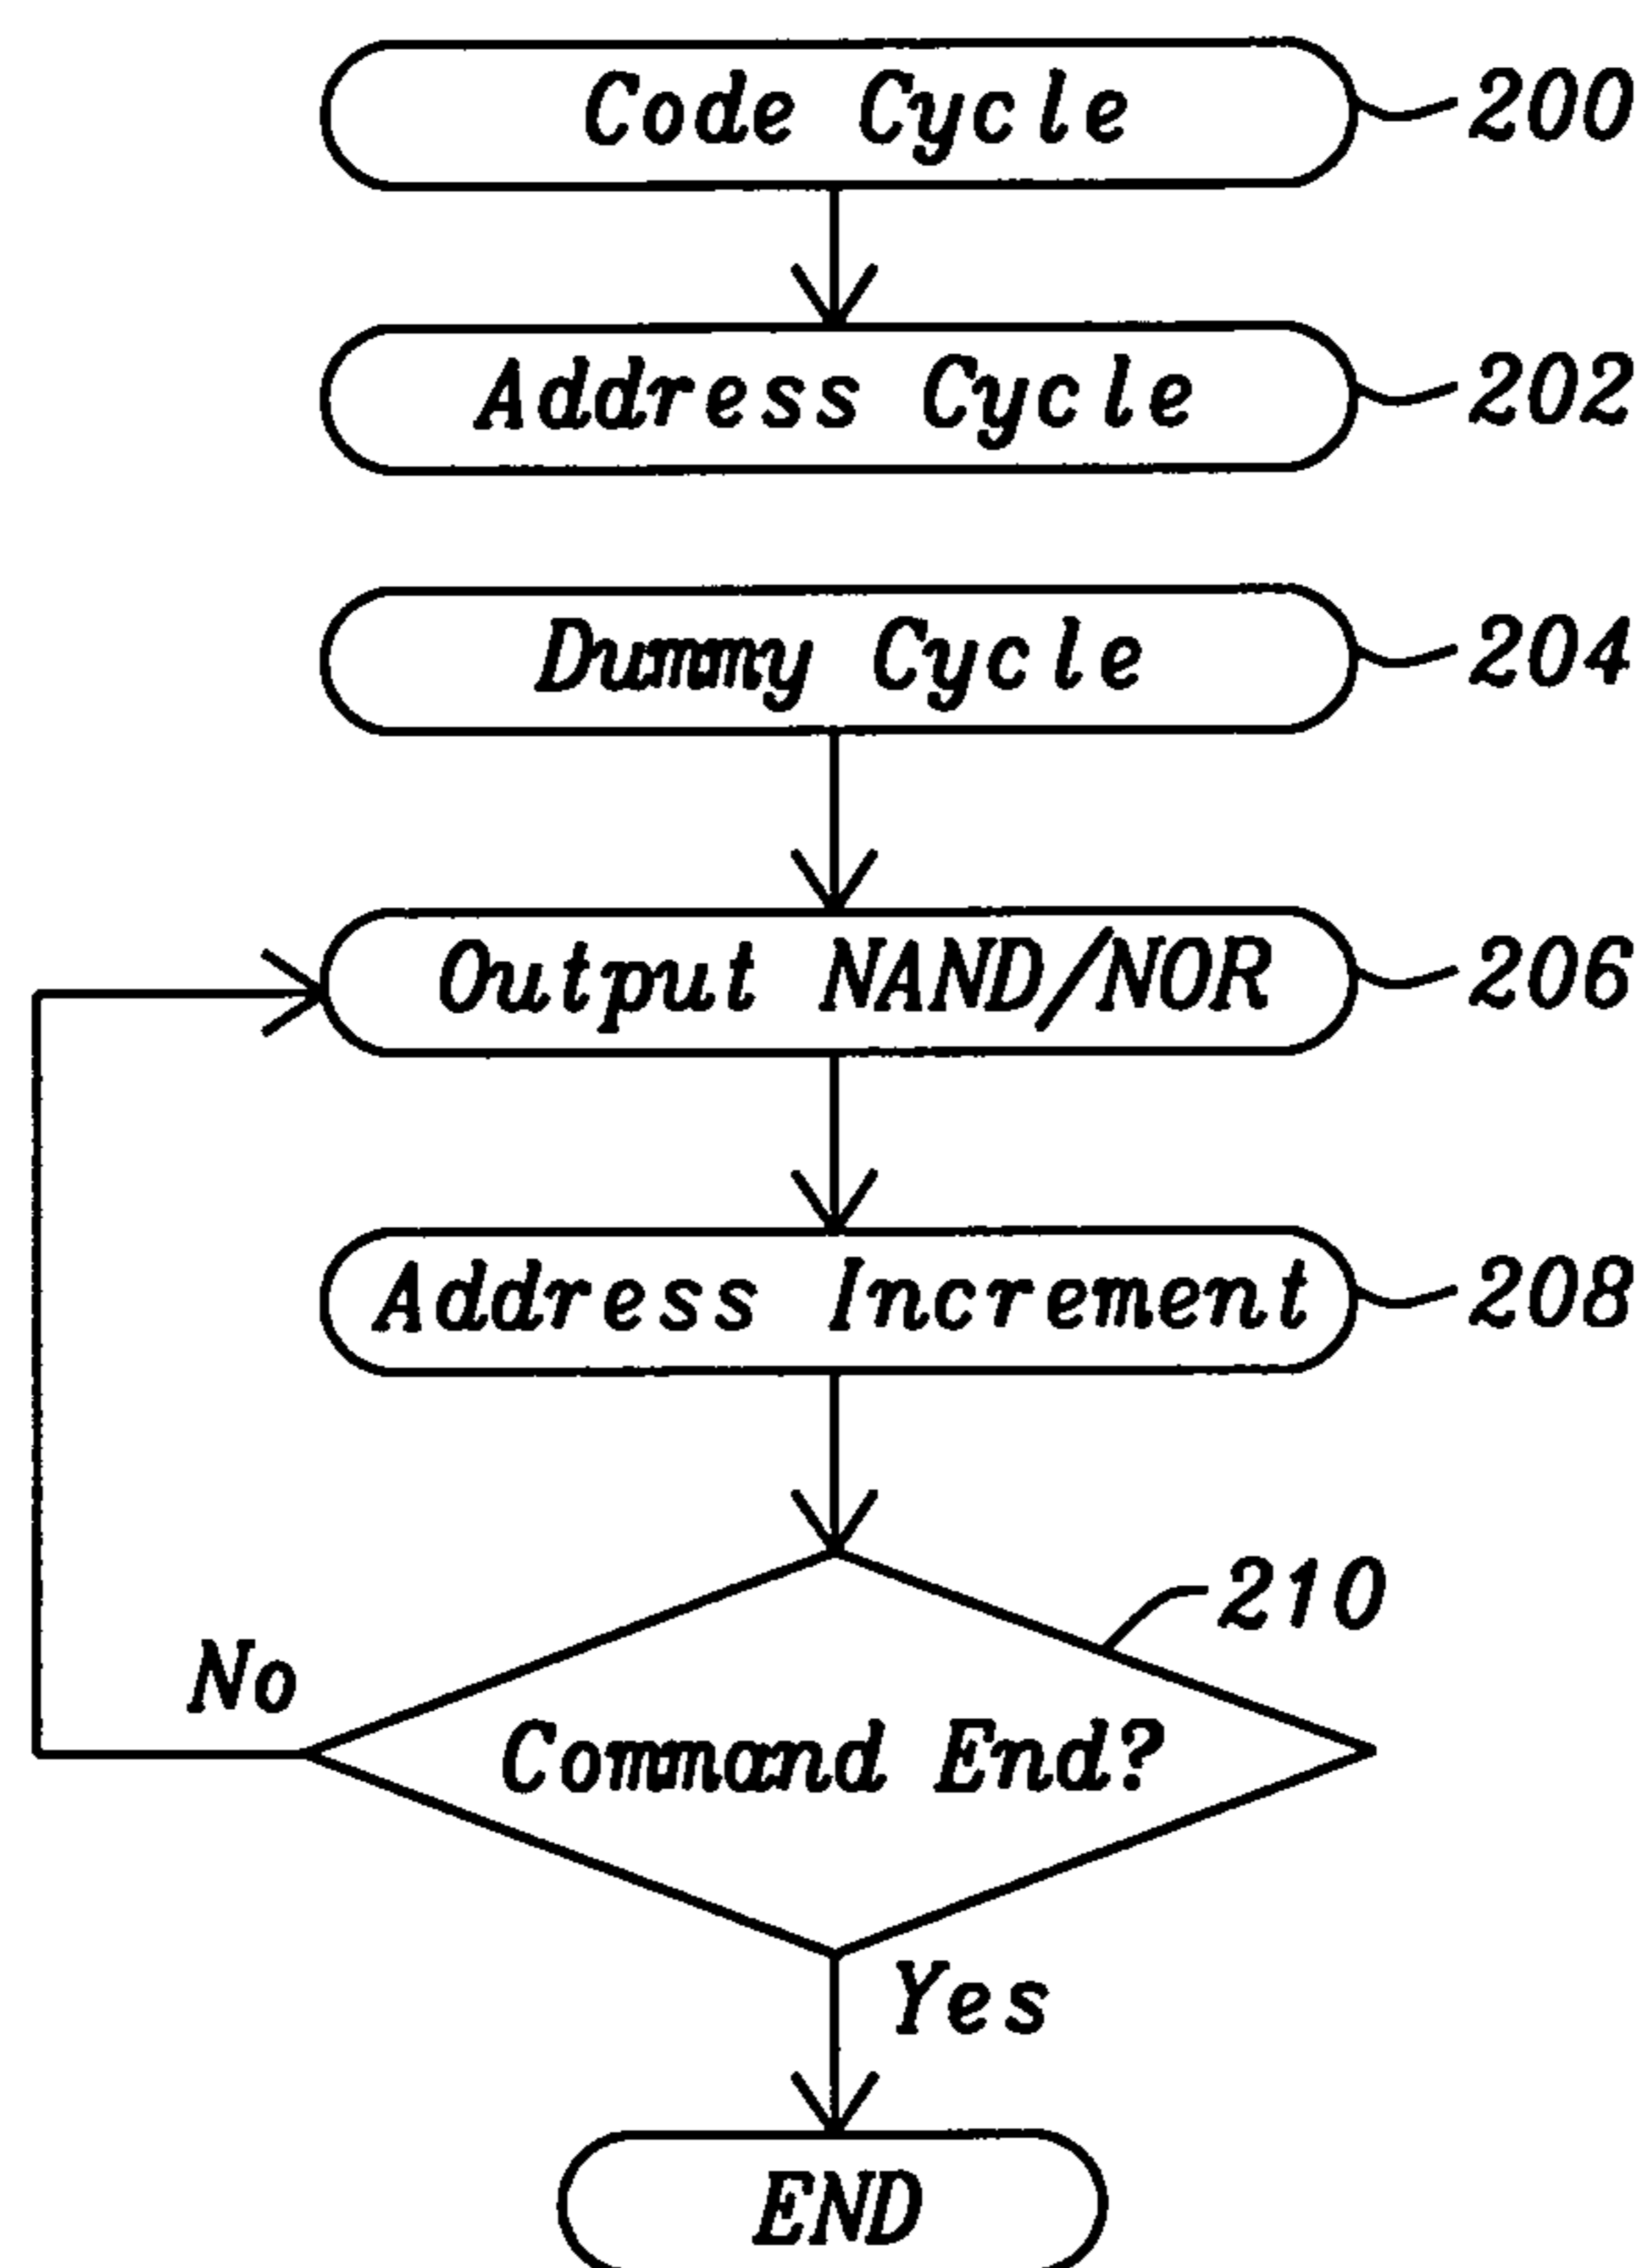 Code Cycle 200
Address Cycle 202
Dummy Cycle 204
Output NAND/NOR 206
Address Increment 208
210
No
Command End?
Yes
END